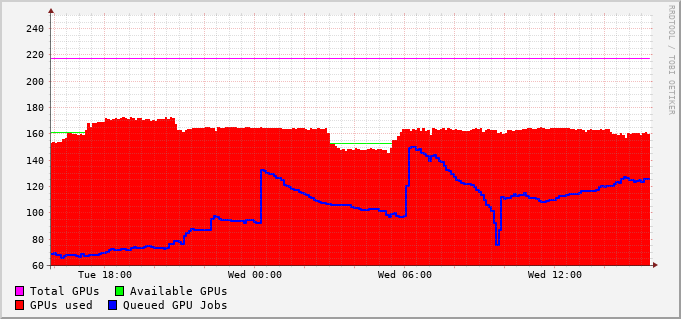 240
220
200
180
160
140
120
100
80
60
Tue 18:00 Wed 00:00 Wed 06:00 Wed 12:00
Total GPUs Available GPUs
GPUs used Queued GPU Jobs
RRDTOOL / TOBI OETIKER